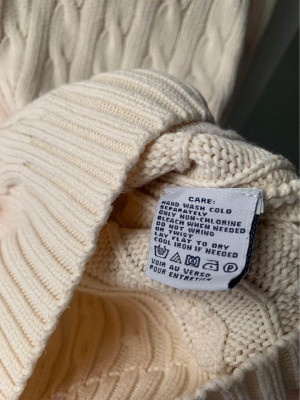 CARE:
HAND WASH COLD
SEPARATELY
ONLY NON-CHLORINE
BLEACH WHEN NEEDED
DO NOT WRING
OR TWIST
LAY FLAT TO DRY
COOL IRON IF NEEDED
VOIR AU VERSO
POUR ENTRETIEN